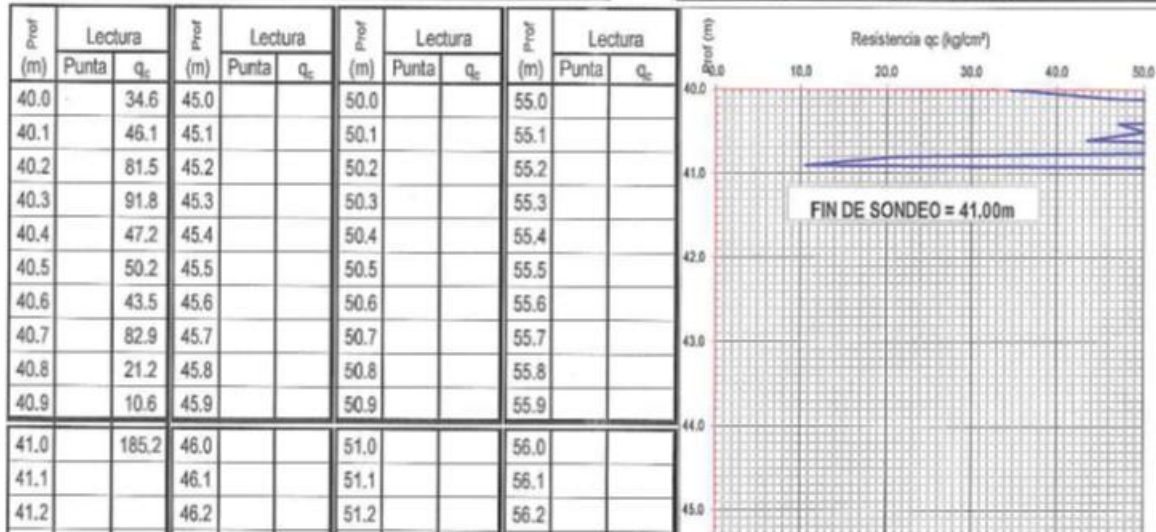 Prof (m) Lectura Prof (m) Lectura Prof (m) Lectura Prof (m) Lectura
Punta qc Punta qc Punta qc Punta qc
40.0 34.6 45.0 50.0 55.0
40.1 46.1 45.1 50.1 55.1
40.2 81.5 45.2 50.2 55.2
40.3 91.8 45.3 50.3 55.3
40.4 47.2 45.4 50.4 55.4
40.5 50.2 45.5 50.5 55.5
40.6 43.5 45.6 50.6 55.6
40.7 82.9 45.7 50.7 55.7
40.8 21.2 45.8 50.8 55.8
40.9 10.6 45.9 50.9 55.9
41.0 185.2 46.0 51.0 56.0
41.1 46.1 51.1 56.1
41.2 46.2 51.2 56.2
Resistencia qc (kg/cm²)
Prof (m)
0.0 10.0 20.0 30.0 40.0 50.0
40.0
41.0
FIN DE SONDEO = 41.00m
42.0
43.0
44.0
45.0